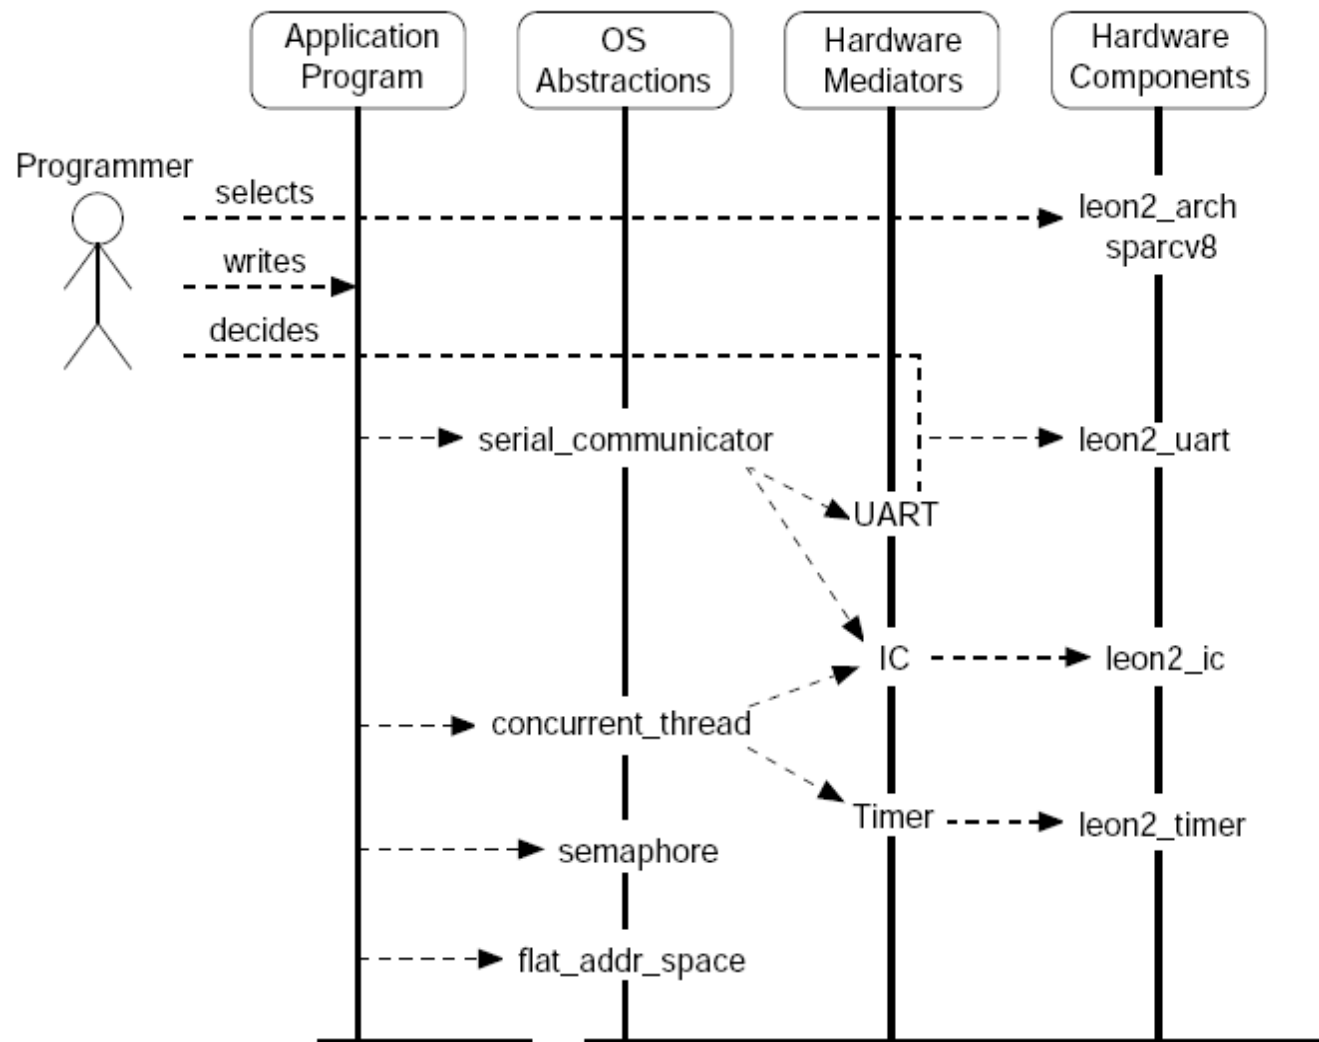 Application
Program
OS
Abstractions
Hardware
Mediators
Hardware
Components
Programmer
selects
leon2_arch
sparcv8
writes
decides
serial_communicator
leon2_uart
UART
IC
leon2_ic
concurrent_thread
Timer
leon2_timer
semaphore
flat_addr_space